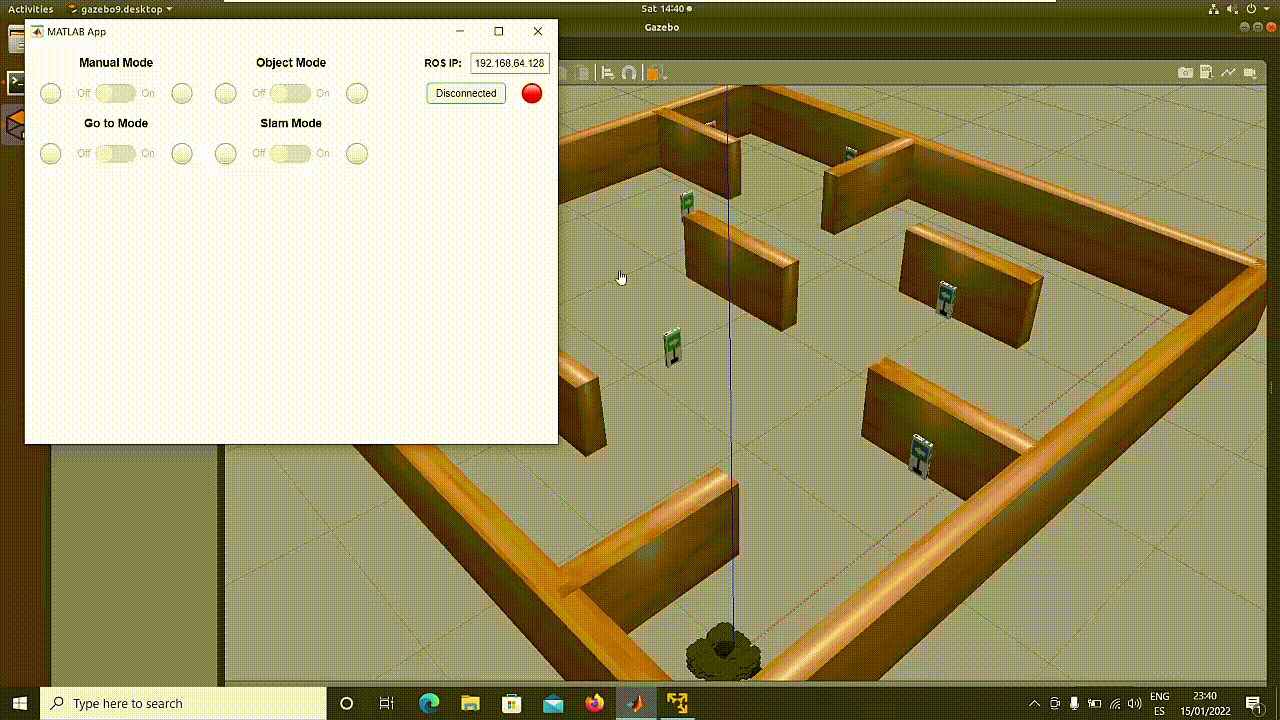 Activities
gazebo9.desktop
Sat 14:40
Gazebo
MATLAB App
Manual Mode
Object Mode
ROS IP:
192.168.64.128
Off
On
Off
On
Disconnected
Go to Mode
Slam Mode
Off
On
Off
On
Type here to search
ENG
ES
23:40
15/01/2022
1